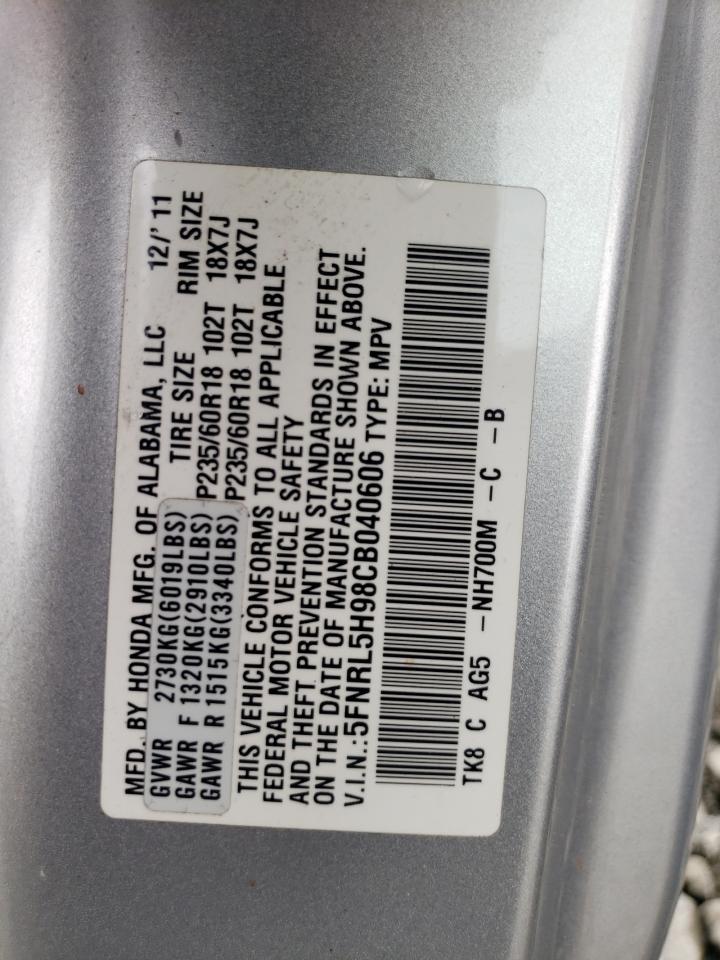 MFD. BY HONDA MFG. OF ALABAMA, LLC 12/'11
GVWR 2730KG(6019LBS) TIRE SIZE RIM SIZE
GAWR F 1320KG(2910LBS) P235/60R18 102T 18X7J
GAWR R 1515KG(3340LBS) P235/60R18 102T 18X7J
THIS VEHICLE CONFORMS TO ALL APPLICABLE
FEDERAL MOTOR VEHICLE SAFETY
AND THEFT PREVENTION STANDARDS IN EFFECT
ON THE DATE OF MANUFACTURE SHOWN ABOVE.
V.I.N.:5FNRL5H98CB040606 TYPE: MPV
TK8 C AG5 -NH700M -C -B